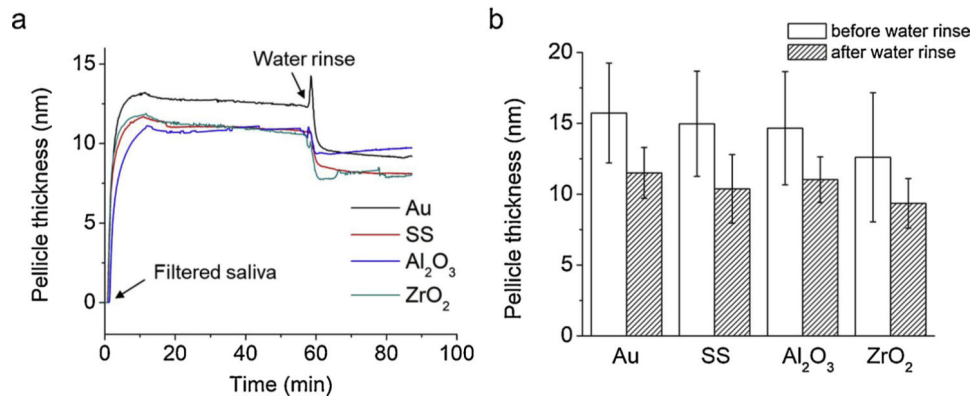 a
Pellicle thickness (nm)
15
10
5
0
Water rinse
Filtered saliva
Au
SS
Al₂O₃
ZrO₂
0 20 40 60 80 100
Time (min)
b
before water rinse
after water rinse
Pellicle thickness (nm)
20
15
10
5
0
Au SS Al₂O₃ ZrO₂